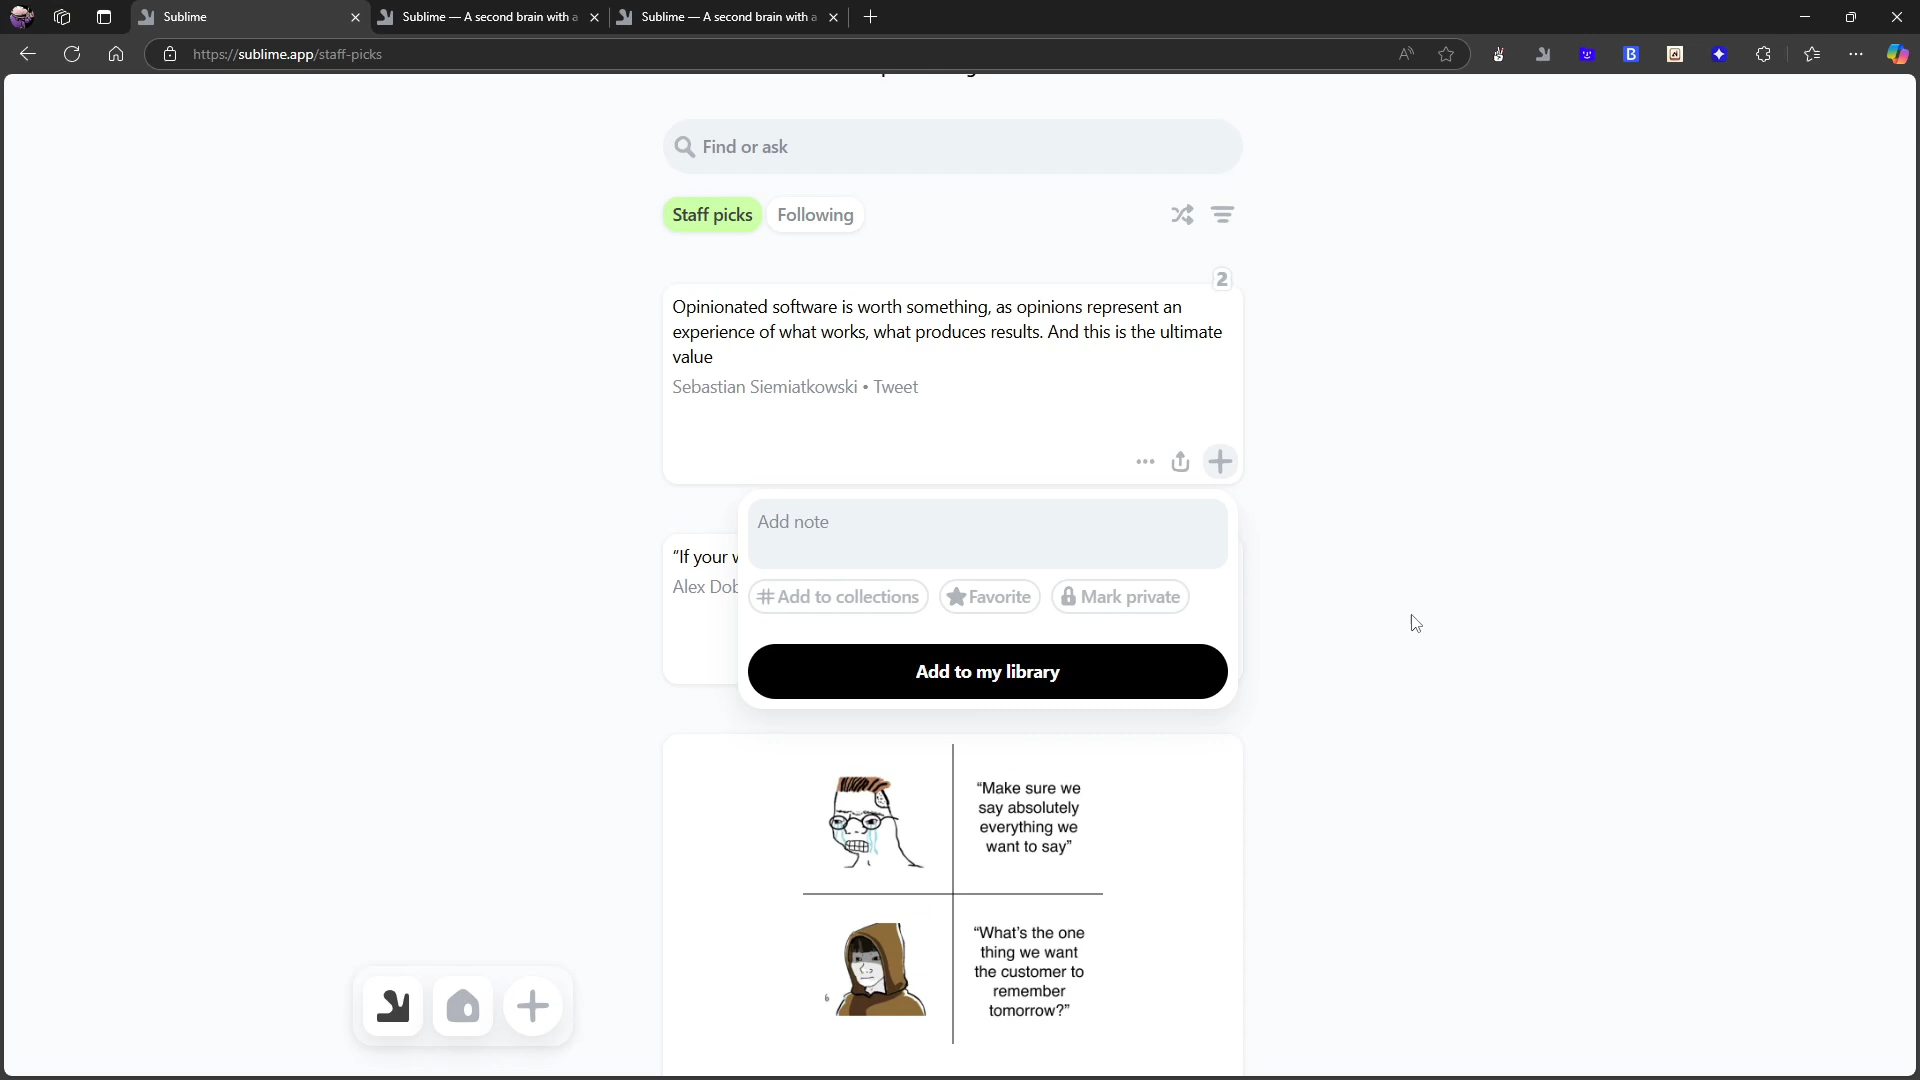 Sublime
Sublime — A second brain with a
Sublime — A second brain with a
https://sublime.app/staff-picks
Find or ask
Staff picks
Following
2
Opinionated software is worth something, as opinions represent an
experience of what works, what produces results. And this is the ultimate
value
Sebastian Siemiatkowski • Tweet
Add note
“If your
Alex Dob
#Add to collections
Favorite
Mark private
Add to my library
“Make sure we
say absolutely
everything we
want to say”
“What’s the one
thing we want
the customer to
remember
tomorrow?”